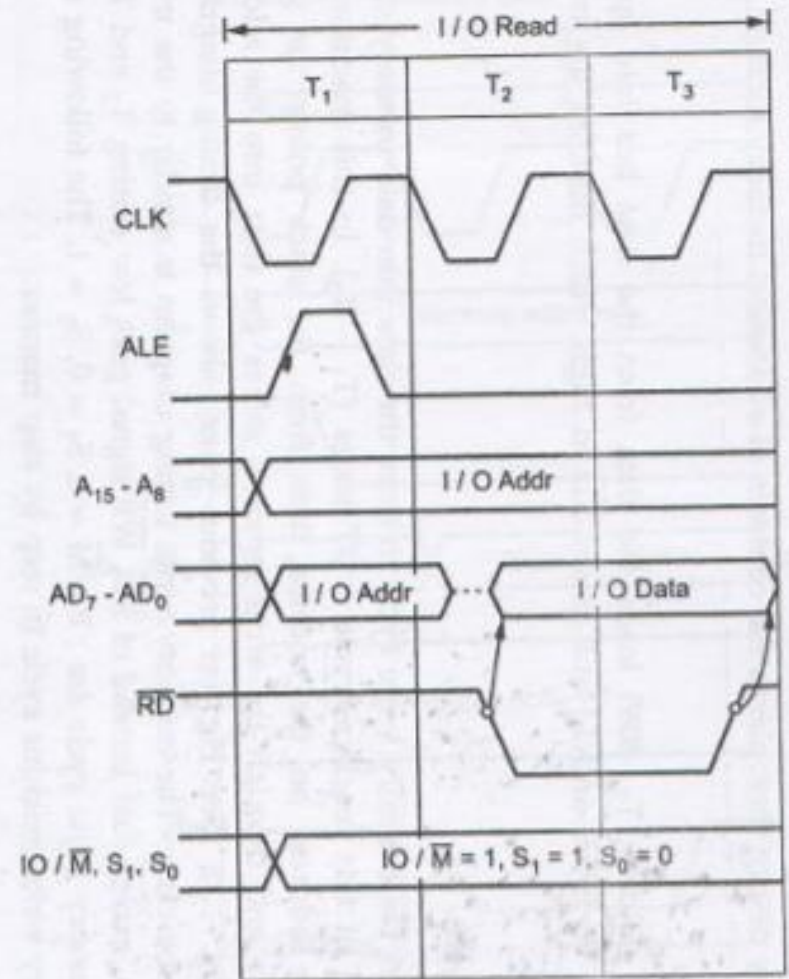 I / O Read
T₁ T₂ T₃
CLK
ALE
A₁₅ - A₈ I / O Addr
AD₇ - AD₀ I / O Addr I / O Data
R̅D̅
IO / M̅, S₁, S₀ IO / M̅ = 1, S₁ = 1, S₀ = 0